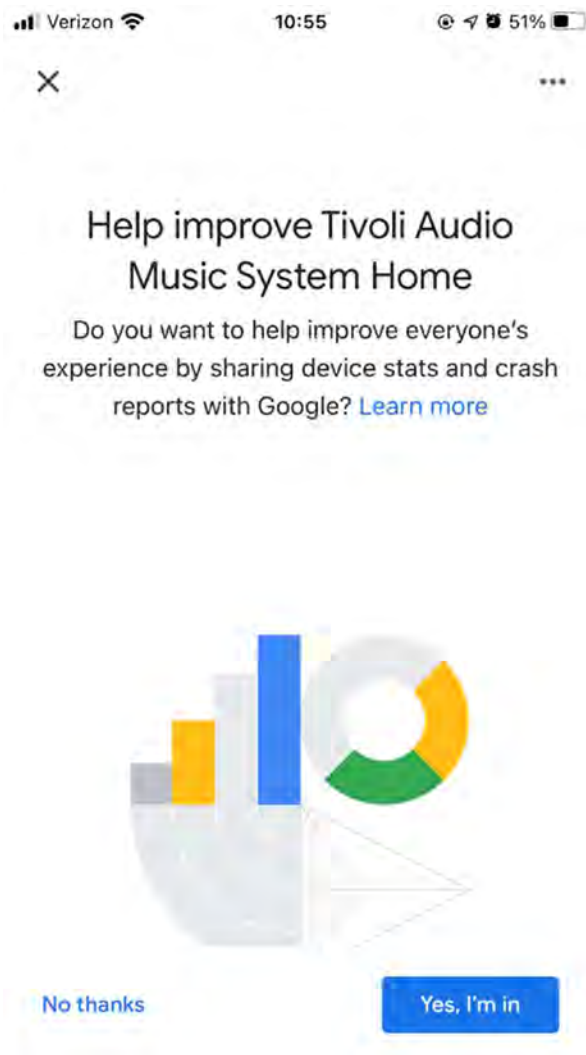 Verizon 10:55 51%
Help improve Tivoli Audio
Music System Home
Do you want to help improve everyone's
experience by sharing device stats and crash
reports with Google? Learn more
No thanks Yes, I'm in